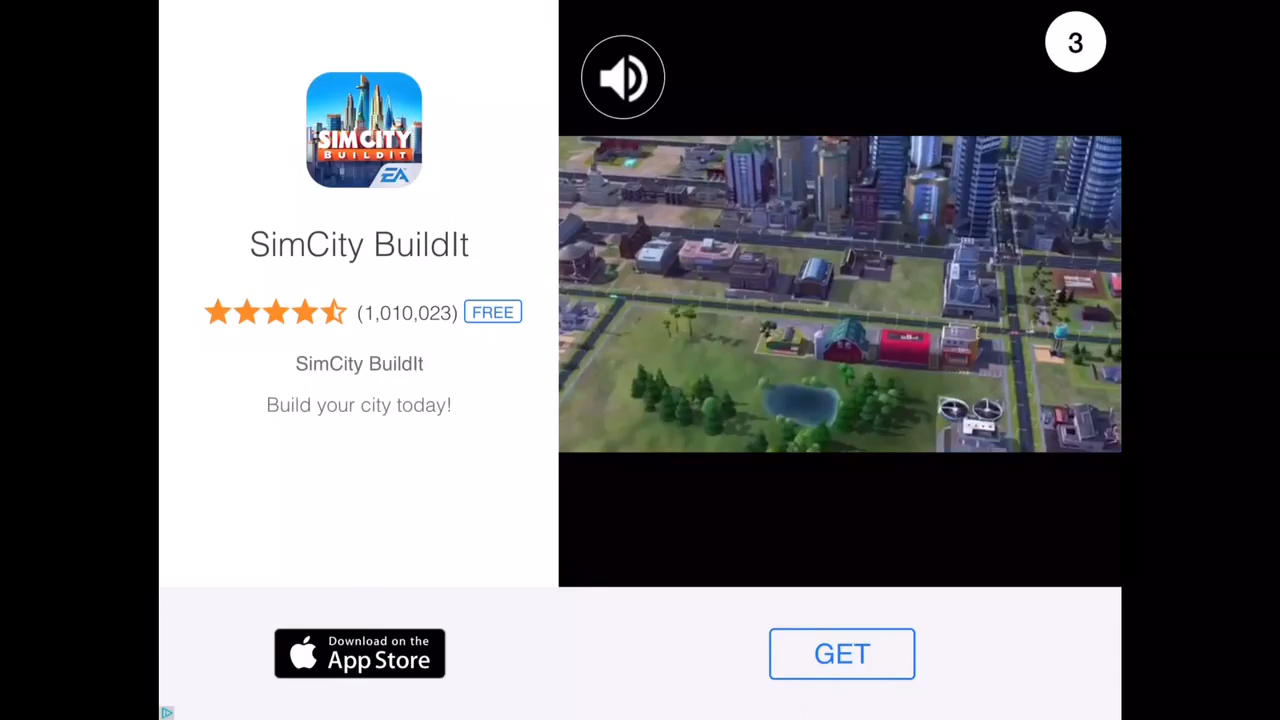 3
SIMCITY
BUILDIT
EA
SimCity BuildIt
(1,010,023) FREE
SimCity BuildIt
Build your city today!
Download on the
App Store
GET